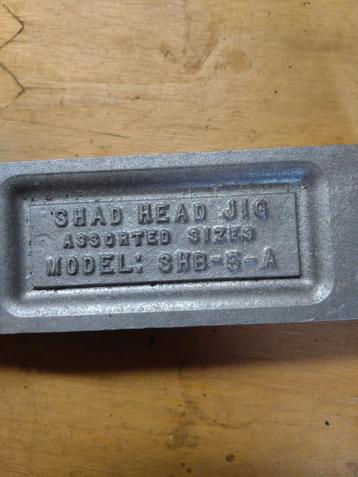 SHAD HEAD JIG
ASSORTED SIZES
MODEL: SHB-5-A